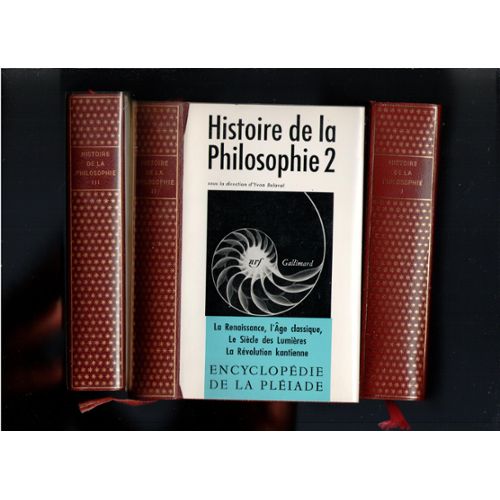 HISTOIRE
DE LA
PHILOSOPHIE
III
HISTOIRE
DE LA
PHILOSOPHIE
II
Histoire de la
Philosophie 2
sous la direction d'Yvon Belaval
nrf
Gallimard
La Renaissance, l'Âge classique,
Le Siècle des Lumières
La Révolution kantienne
ENCYCLOPÉDIE
DE LA PLÉIADE
HISTOIRE
DE LA
PHILOSOPHIE
I